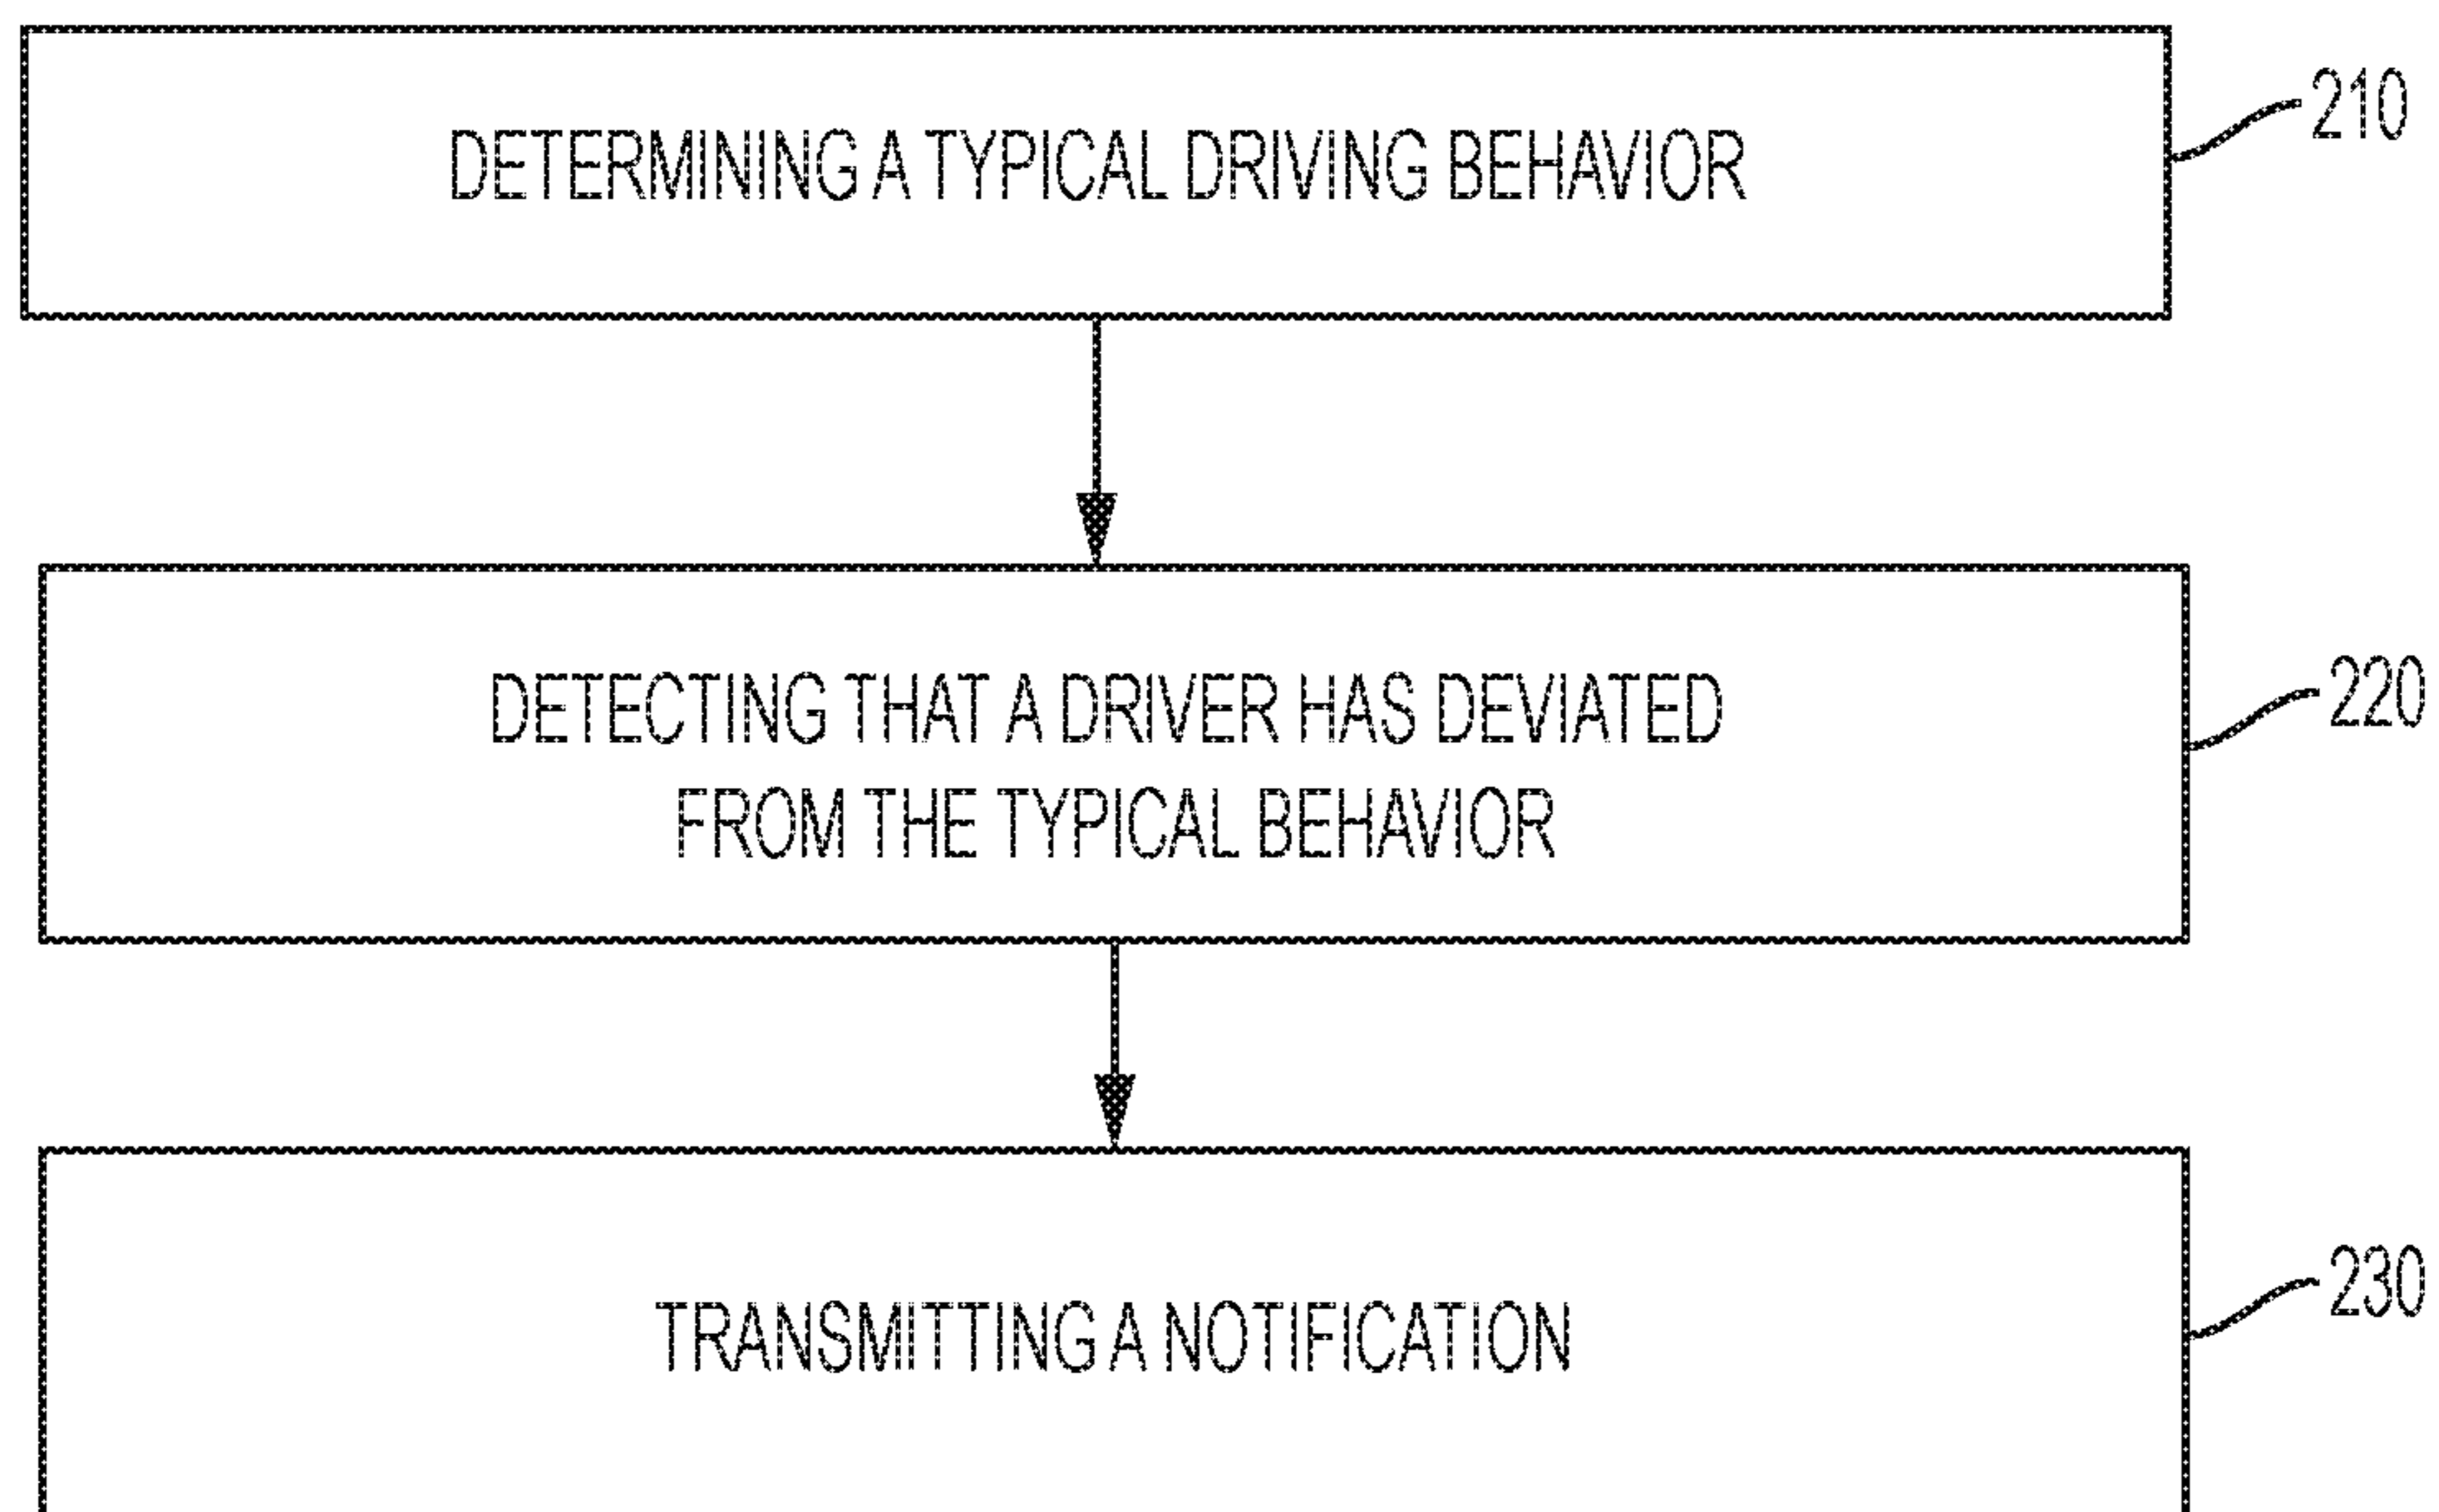 DETERMINING A TYPICAL DRIVING BEHAVIOR
210
DETECTING THAT A DRIVER HAS DEVIATED
FROM THE TYPICAL BEHAVIOR
220
TRANSMITTING A NOTIFICATION
230